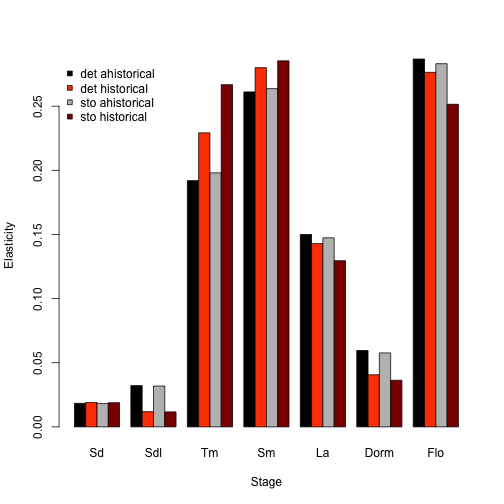 det ahistorical
det historical
sto ahistorical
sto historical
Elasticity
0.25
0.20
0.15
0.10
0.05
0.00
Sd Sdl Tm Sm La Dorm Flo
Stage